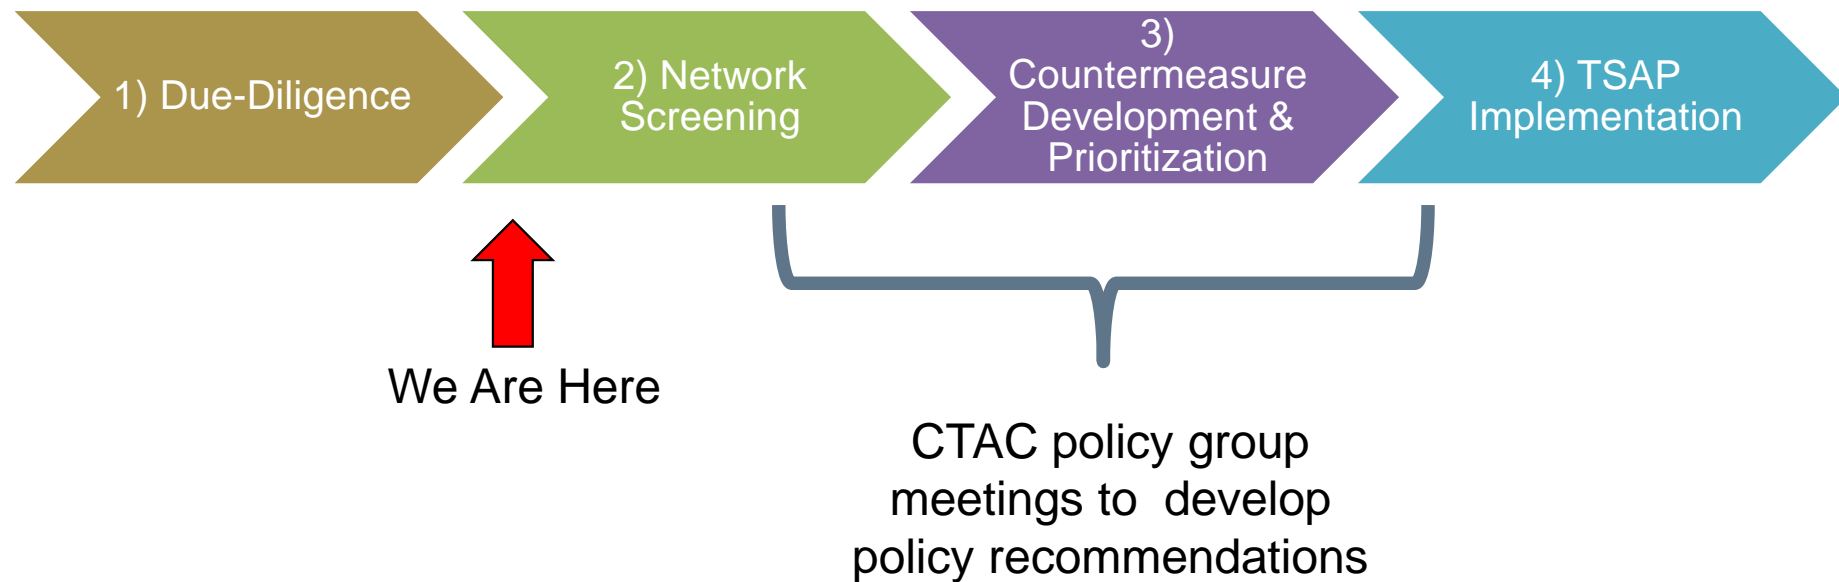 1) Due-Diligence
2) Network
Screening
3)
Countermeasure
Development &
Prioritization
4) TSAP
Implementation
We Are Here
CTAC policy group
meetings to  develop
policy recommendations